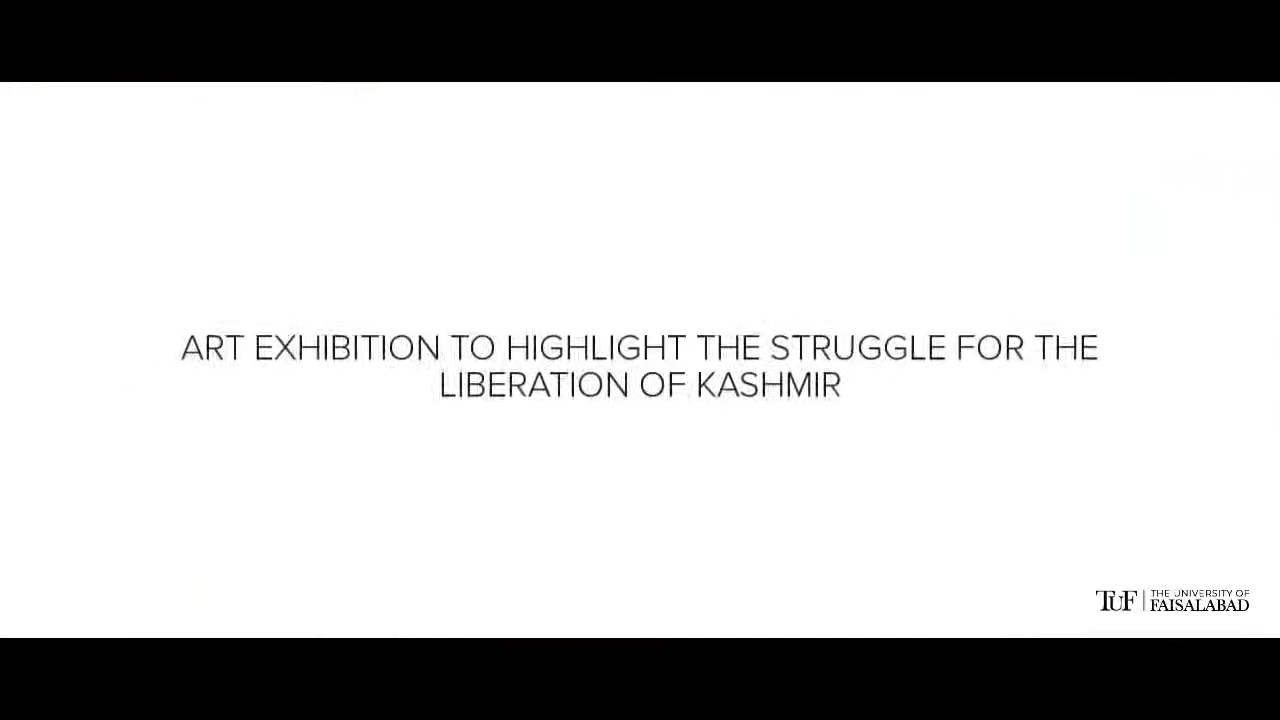 ART EXHIBITION TO HIGHLIGHT THE STRUGGLE FOR THE
LIBERATION OF KASHMIR
TUF THE UNIVERSITY OF
FAISALABAD